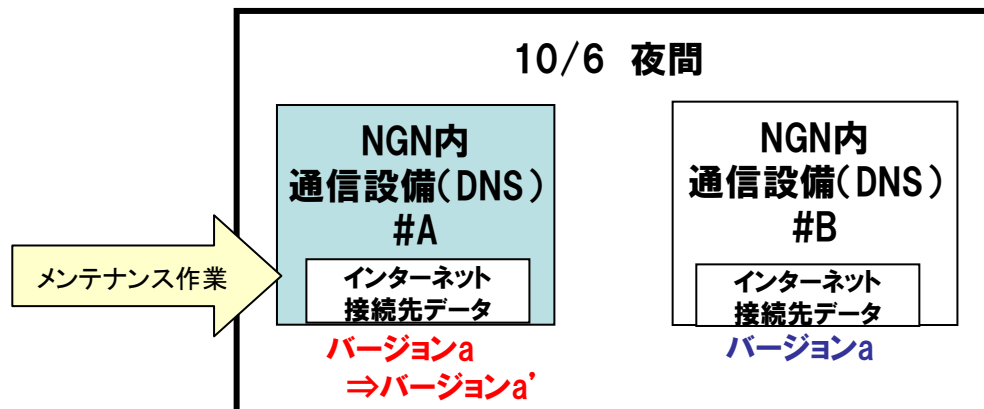 10/6 夜間
NGN内
通信設備(DNS)
#A
インターネット
接続先データ
バージョンa
⇒バージョンa'
メンテナンス作業
NGN内
通信設備(DNS)
#B
インターネット
接続先データ
バージョンa